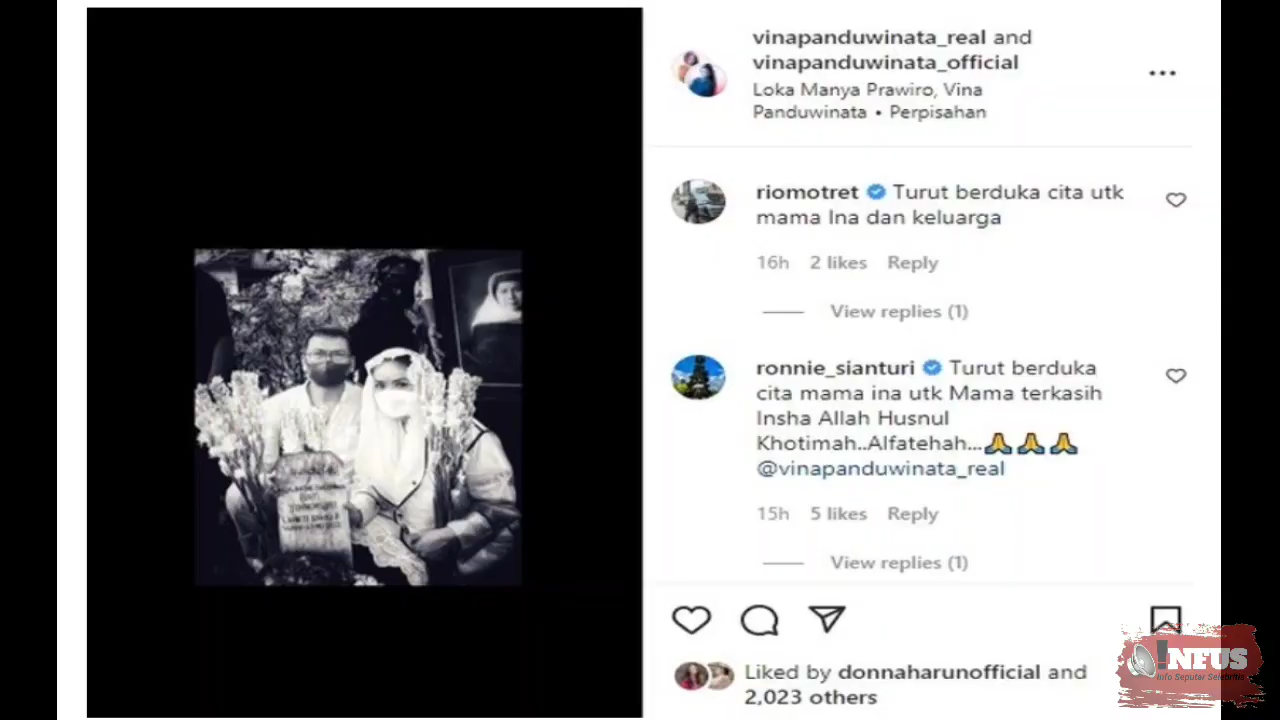 vinapanduwinata_real and
vinapanduwinata_official
Loka Manya Prawiro, Vina
Panduwinata • Perpisahan
riomotret Turut berduka cita utk
mama Ina dan keluarga
16h 2 likes Reply
View replies (1)
ronnie_sianturi Turut berduka
cita mama ina utk Mama terkasih
Insha Allah Husnul
Khotimah..Alfatehah...🙏🙏🙏
@vinapanduwinata_real
15h 5 likes Reply
View replies (1)
Liked by donnaharunofficial and
2,023 others
!NFUS
Info Seputar Selebritis